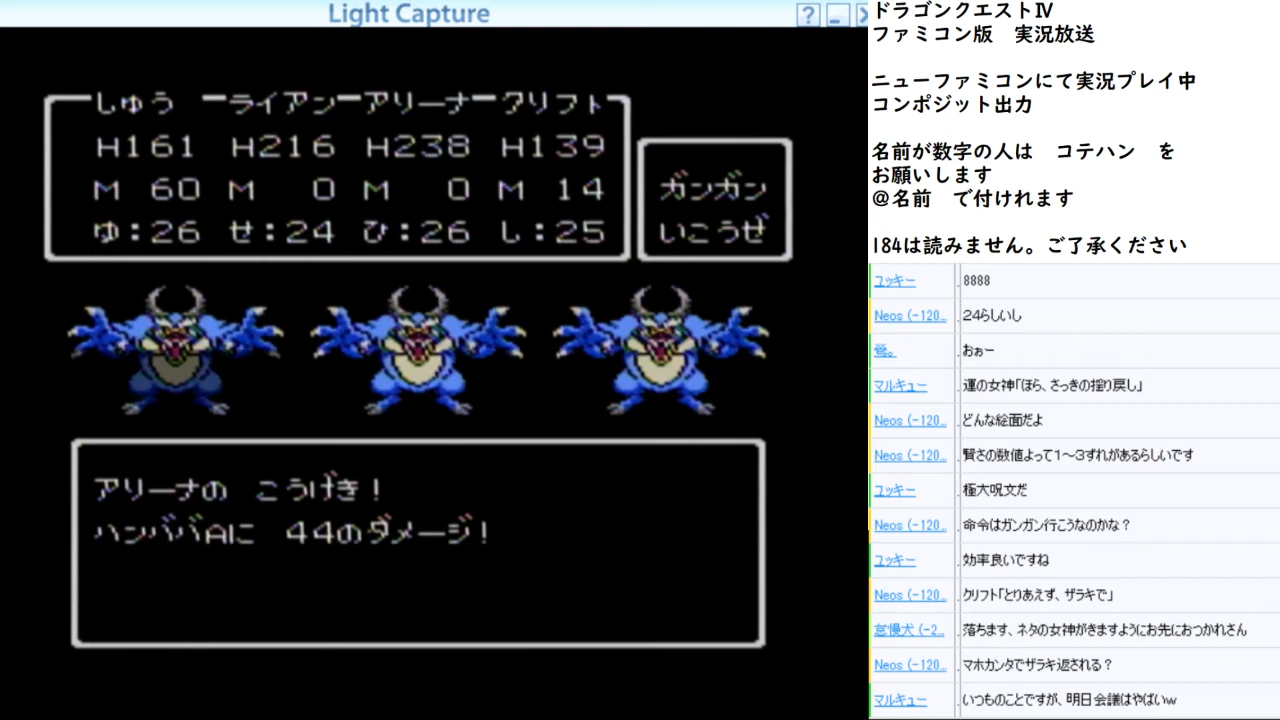 Light Capture
しゅう ライアン アリーナ クリフト
H161 H216 H238 H139
M 60 M 0 M 0 M 14
ゆ:26 せ:24 ひ:26 し:25
ガンガン
いこうぜ
アリーナの こうげき!
ハンババAに 44のダメージ!
ドラゴンクエストⅣ
ファミコン版 実況放送
ニューファミコンにて実況プレイ中
コンポジット出力
名前が数字の人は コテハン を
お願いします
@名前 で付けれます
184は読みません。ご了承ください
ユッキー 8888
Neos (-120... 24らしいし
鶯。 おぉー
マルキュー 運の女神「ほら、さっきの揺り戻し」
Neos (-120... どんな絵面だよ
Neos (-120... 賢さの数値よって1~3ずれがあるらしいです
ユッキー 極大呪文だ
Neos (-120... 命令はガンガン行こうなのかな?
ユッキー 効率良いですね
Neos (-120... クリフト「とりあえず、ザラキで」
怠慢犬 (-2... 落ちます、ネタの女神がきますようにお先におつかれさん
Neos (-120... マホカンタでザラキ返される?
マルキュー いつものことですが、明日会議はやばいw